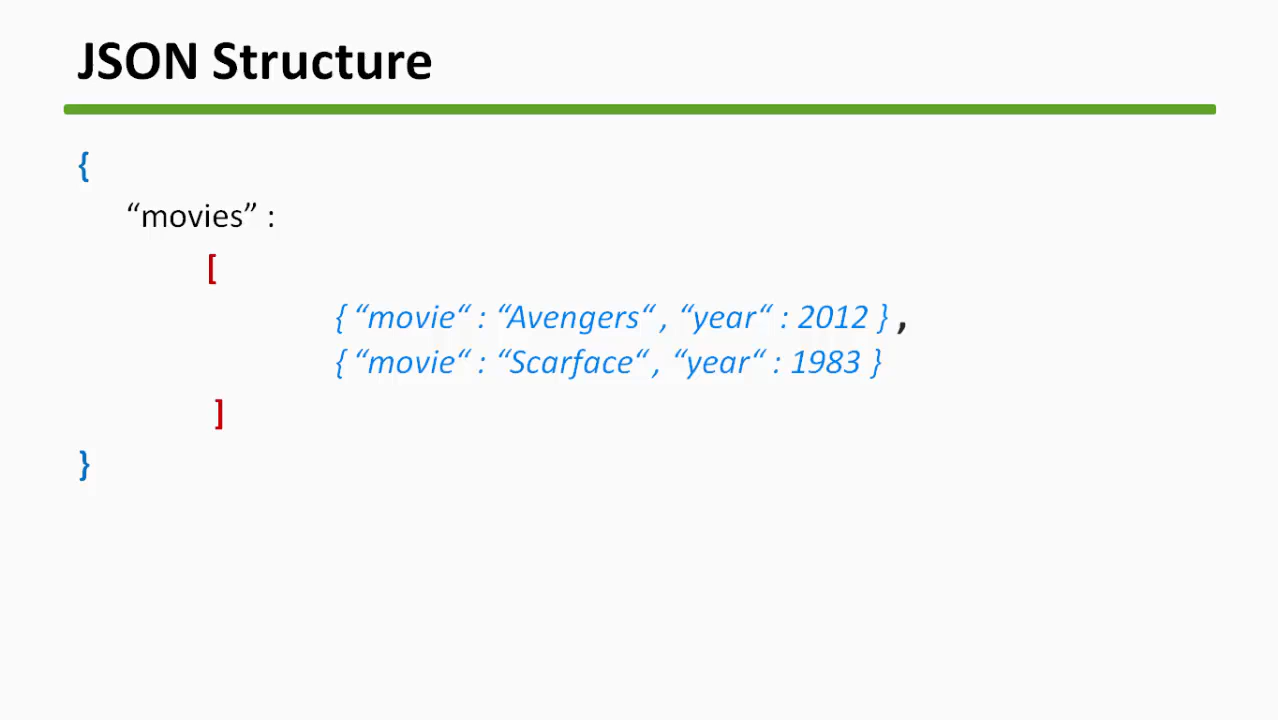 JSON Structure
{
“movies” :
[
{ “movie“ : “Avengers“ , “year“ : 2012 } ,
{ “movie“ : “Scarface“ , “year“ : 1983 }
]
}